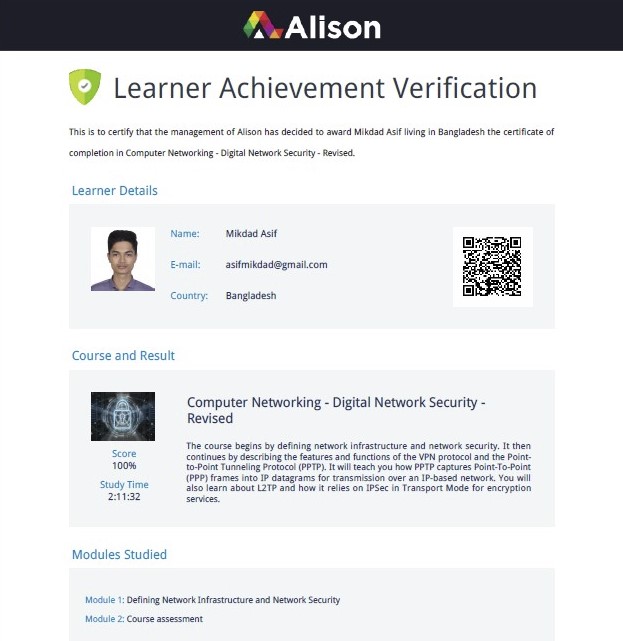 Alison
Learner Achievement Verification
This is to certify that the management of Alison has decided to award Mikdad Asif living in Bangladesh the certificate of
completion in Computer Networking - Digital Network Security - Revised.
Learner Details
Name: Mikdad Asif
E-mail: asifmikdad@gmail.com
Country: Bangladesh
Course and Result
Computer Networking - Digital Network Security -
Revised
Score
100%
Study Time
2:11:32
The course begins by defining network infrastructure and network security. It then
continues by describing the features and functions of the VPN protocol and the Point-
to-Point Tunneling Protocol (PPTP). It will teach you how PPTP captures Point-To-Point
(PPP) frames into IP datagrams for transmission over an IP-based network. You will
also learn about L2TP and how it relies on IPSec in Transport Mode for encryption
services.
Modules Studied
Module 1: Defining Network Infrastructure and Network Security
Module 2: Course assessment